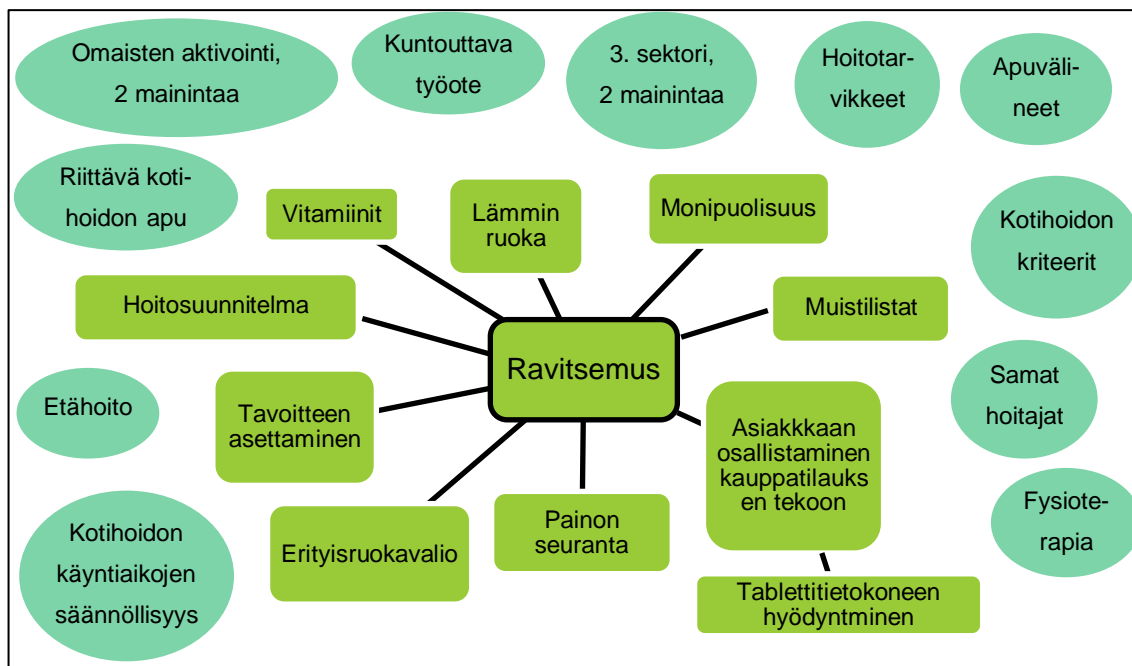 Omaisten aktivointi,
2 mainintaa
Kuntouttava
työote
3. sektori,
2 mainintaa
Hoitotar-
vikkeet
Apuväli-
neet
Riittävä koti-
hoidon apu
Vitamiinit
Lämmin
ruoka
Monipuolisuus
Kotihoidon
kriteerit
Hoitosuunnitelma
Muistilistat
Ravitsemus
Etähoito
Tavoitteen
asettaminen
Asiakkkaan
osallistaminen
kauppatilauks
en tekoon
Samat
hoitajat
Kotihoidon
käyntiaikojen
säännöllisyys
Erityisruokavalio
Painon
seuranta
Fysiote-
rapia
Tablettitietokoneen
hyödyntminen